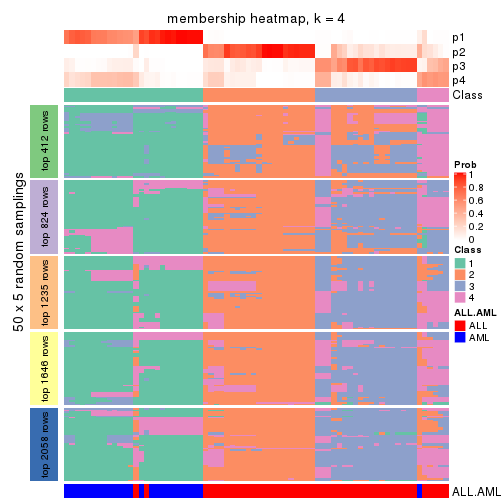 membership heatmap, k = 4
p1
p2
p3
p4
Class
50 x 5 random samplings
top 412 rows
top 824 rows
top 1235 rows
top 1646 rows
top 2058 rows
ALL.AML
Prob
1
0.8
0.6
0.4
0.2
0
Class
1
2
3
4
ALL.AML
ALL
AML